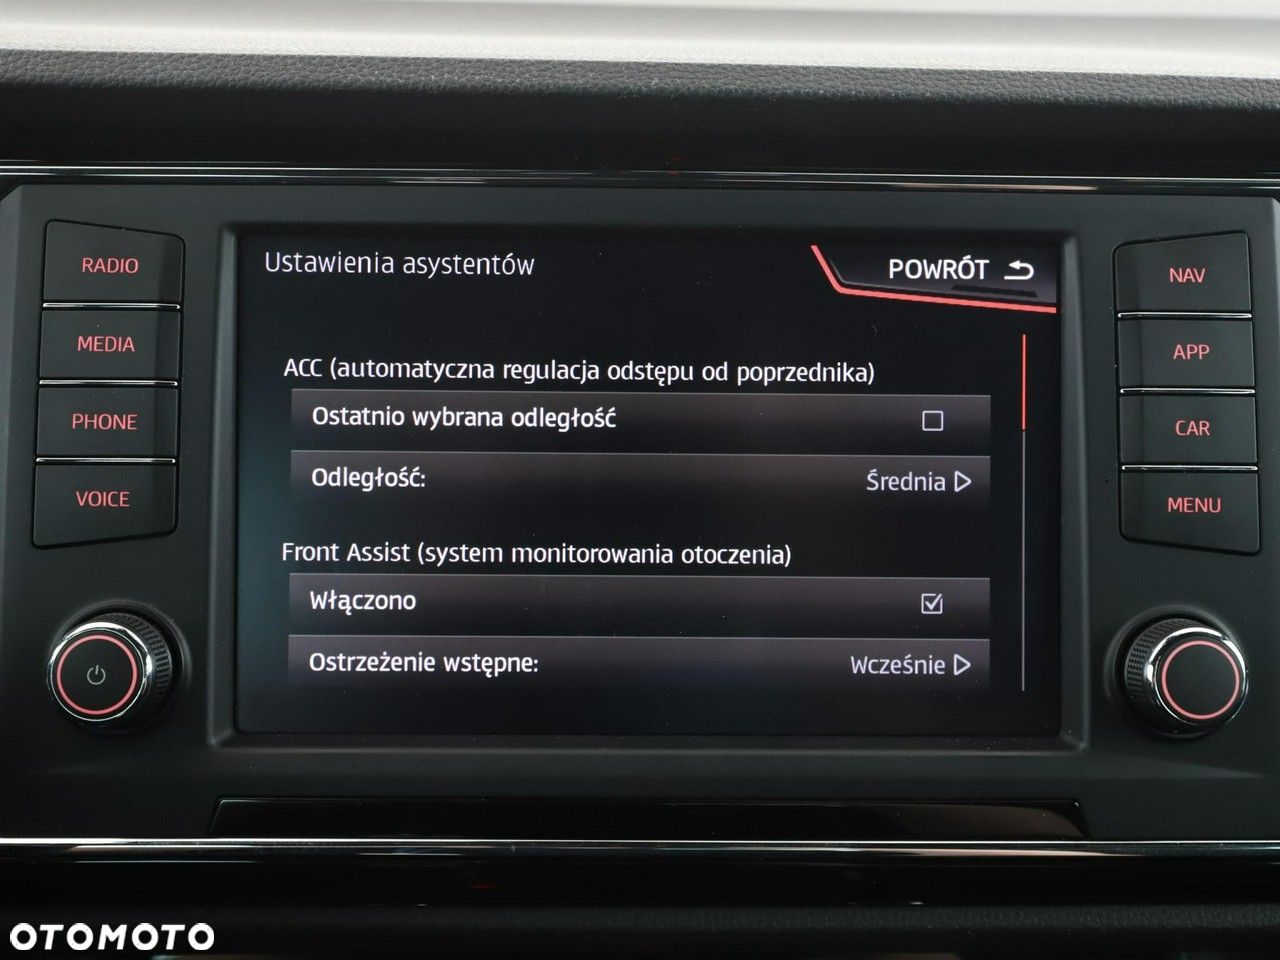 RADIO
MEDIA
PHONE
VOICE
Ustawienia asystentów
POWRÓT
ACC (automatyczna regulacja odstępu od poprzednika)
Ostatnio wybrana odległość
Odległość: Średnia
Front Assist (system monitorowania otoczenia)
Włączono
Ostrzeżenie wstępne: Wcześnie
NAV
APP
CAR
MENU
OTOMOTO